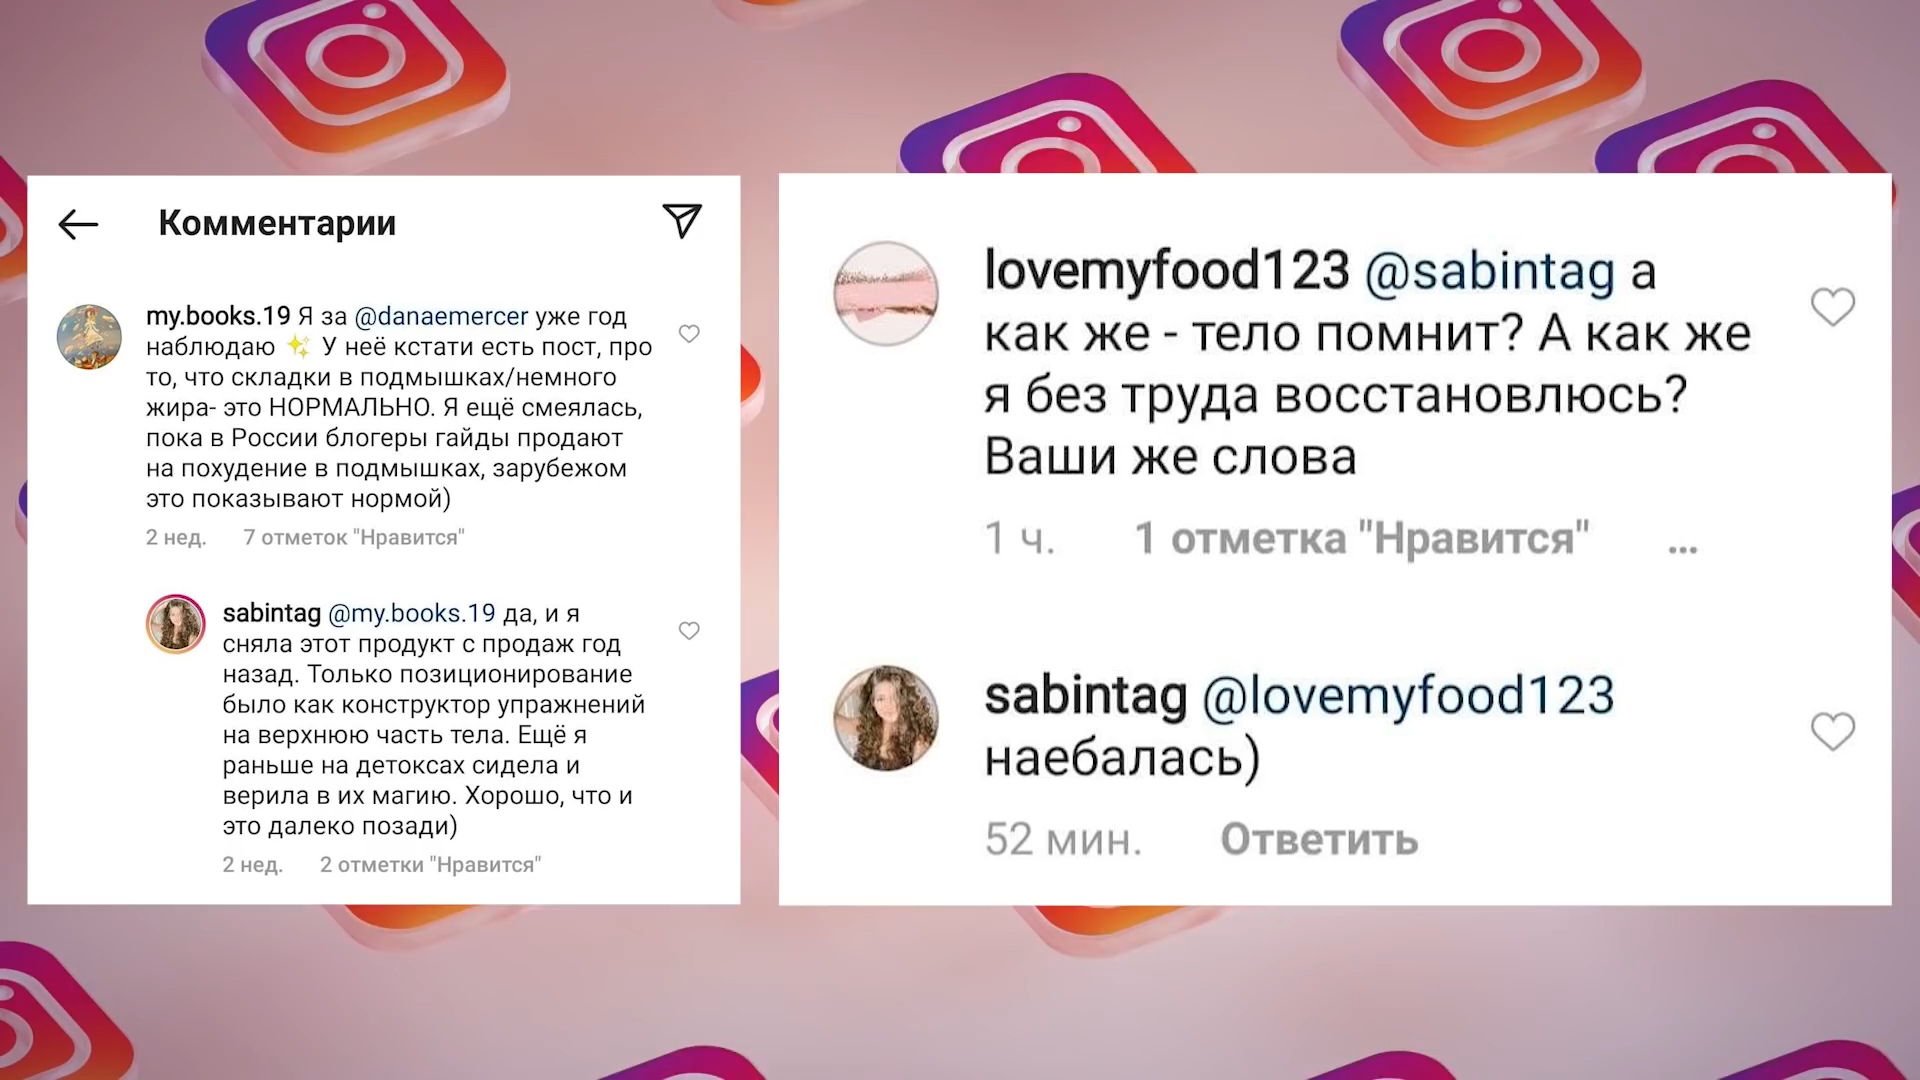 Комментарии
my.books.19 Я за @danaemercer уже год
наблюдаю ✨ У неё кстати есть пост, про
то, что складки в подмышках/немного
жира- это НОРМАЛЬНО. Я ещё смеялась,
пока в России блогеры гайды продают
на похудение в подмышках, зарубежом
это показывают нормой)
2 нед. 7 отметок "Нравится"
sabintag @my.books.19 да, и я
сняла этот продукт с продаж год
назад. Только позиционирование
было как конструктор упражнений
на верхнюю часть тела. Ещё я
раньше на детоксах сидела и
верила в их магию. Хорошо, что и
это далеко позади)
2 нед. 2 отметки "Нравится"
lovemyfood123 @sabintag а
как же - тело помнит? А как же
я без труда восстановлюсь?
Ваши же слова
1 ч. 1 отметка "Нравится" ...
sabintag @lovemyfood123
наебалась)
52 мин. Ответить